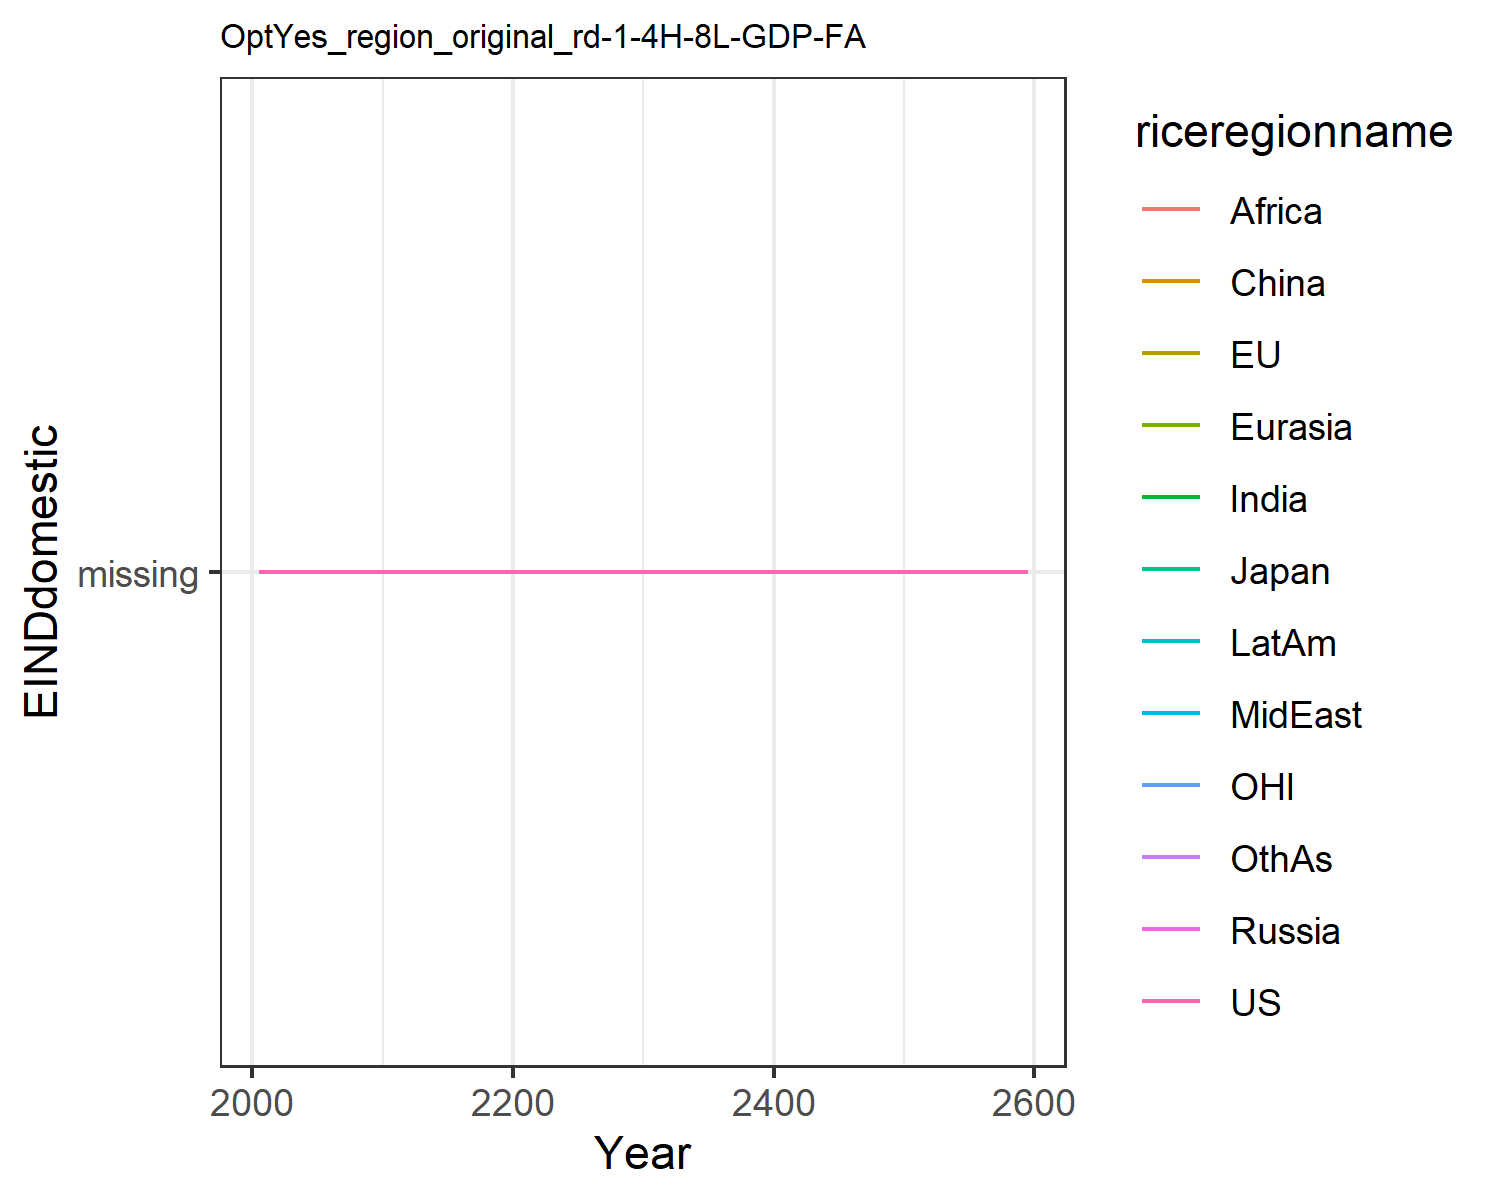 OptYes_region_original_rd-1-4H-8L-GDP-FA
EINDdomestic
missing
2000 2200 2400 2600
Year
riceregionname
Africa
China
EU
Eurasia
India
Japan
LatAm
MidEast
OHI
OthAs
Russia
US